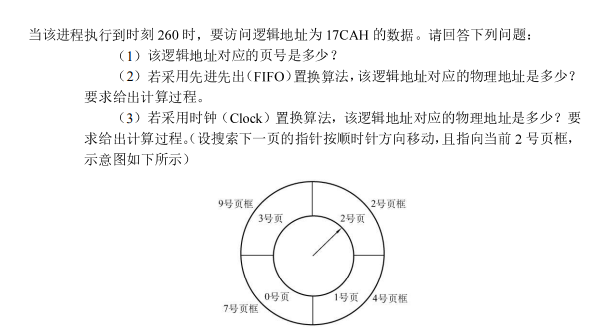 当该进程执行到时刻 260 时，要访问逻辑地址为 17CAH 的数据。请回答下列问题：
（1）该逻辑地址对应的页号是多少？
（2）若采用先进先出（FIFO）置换算法，该逻辑地址对应的物理地址是多少？
要求给出计算过程。
（3）若采用时钟（Clock）置换算法，该逻辑地址对应的物理地址是多少？要
求给出计算过程。（设搜索下一页的指针按顺时针方向移动，且指向当前 2 号页框，
示意图如下所示）
9号页框
2号页框
3号页
2号页
0号页
1号页
7号页框
4号页框